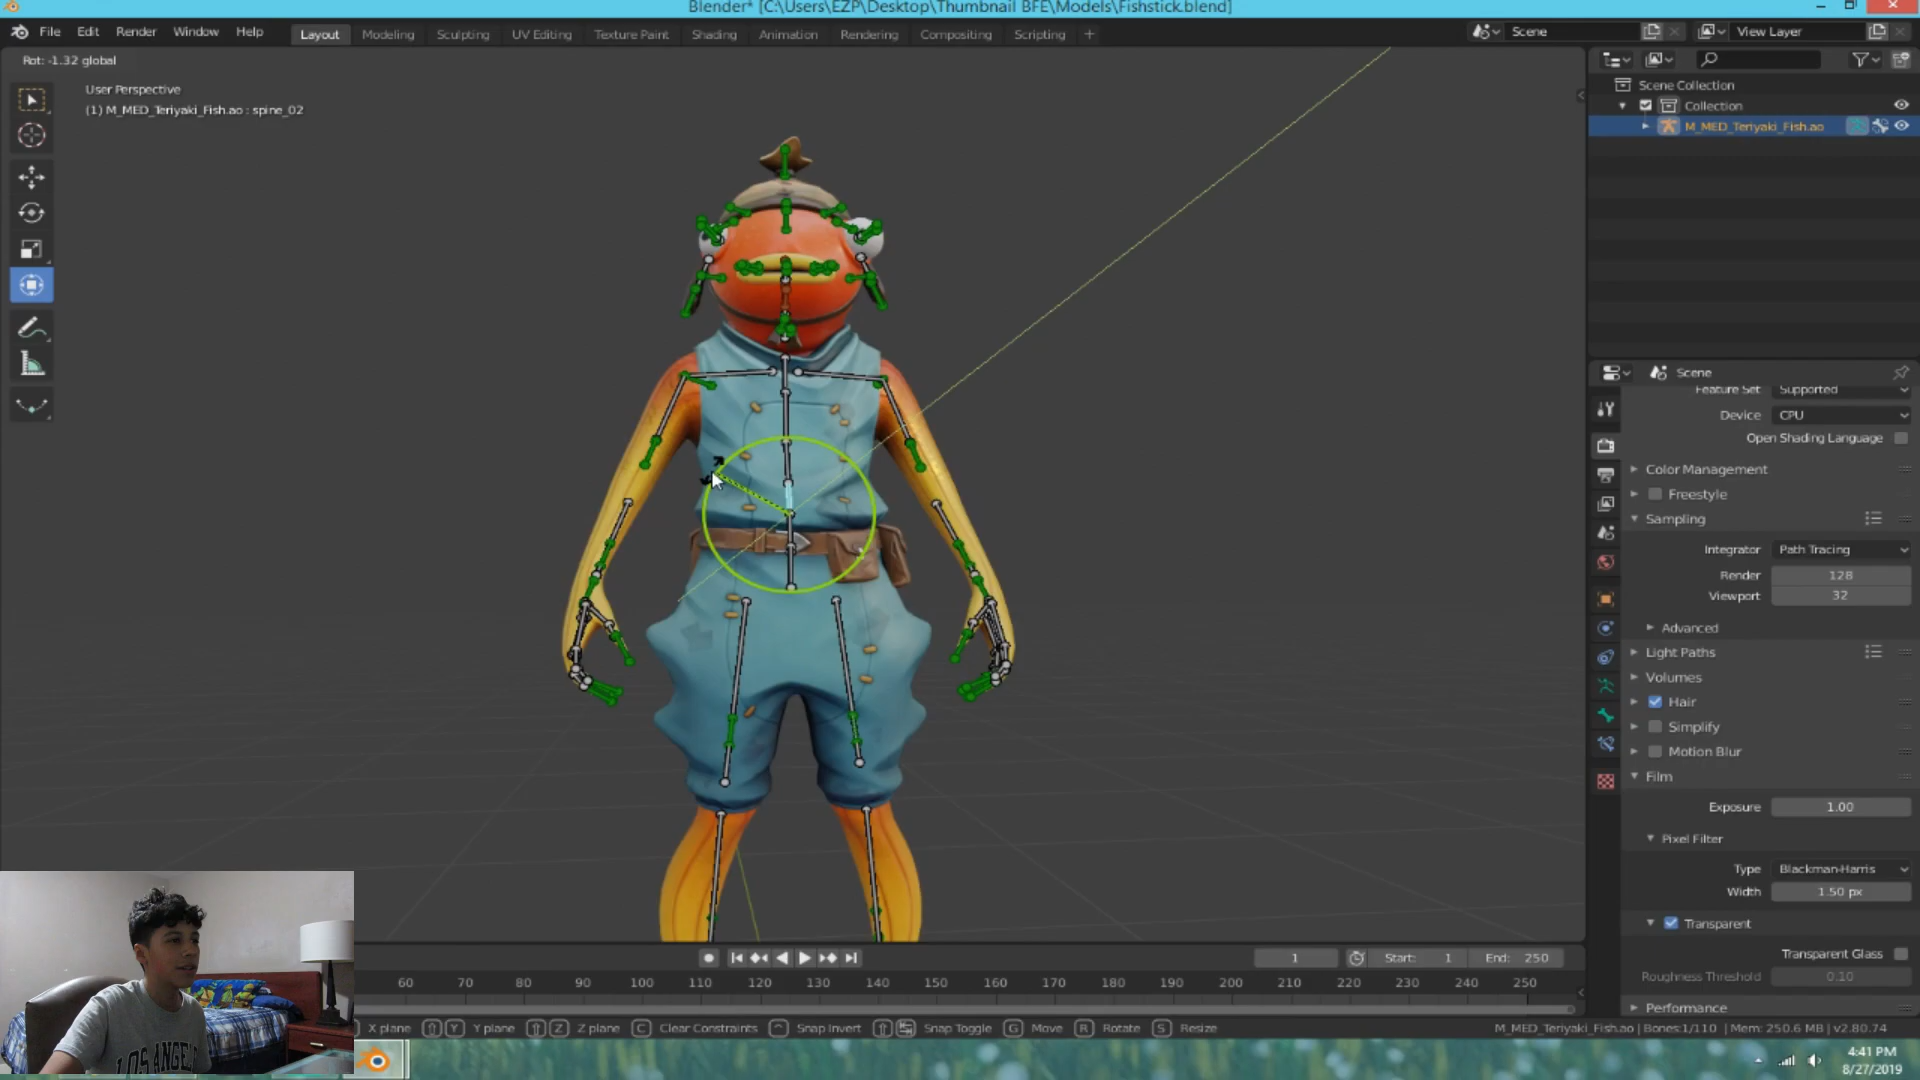 Blender* [C:\Users\EZP\Desktop\Thumbnail BFE\Models\Fishstick.blend]
File Edit Render Window Help Layout Modeling Sculpting UV Editing Texture Paint Shading Animation Rendering Compositing Scripting + Scene View Layer
Rot: -1.32 global
User Perspective
(1) M_MED_Teriyaki_Fish.ao : spine_02
Scene Collection
Collection
M_MED_Teriyaki_Fish.ao
Scene
Feature Set Supported
Device CPU
Open Shading Language
Color Management
Freestyle
Sampling
Integrator Path Tracing
Render 128
Viewport 32
Advanced
Light Paths
Volumes
Hair
Simplify
Motion Blur
Film
Exposure 1.00
Pixel Filter
Type Blackman-Harris
Width 1.50 px
Transparent
Transparent Glass
Roughness Threshold 0.10
Performance
1 Start: 1 End: 250
60 70 80 90 100 110 120 130 140 150 160 170 180 190 200 210 220 230 240 250
X plane Y Y plane Z Z plane C Clear Constraints Snap Invert Snap Toggle G Move R Rotate S Resize
M_MED_Teriyaki_Fish.ao | Bones:1/110 | Mem: 250.6 MB | v2.80.74
LOS ANGELES
4:41 PM
8/27/2019